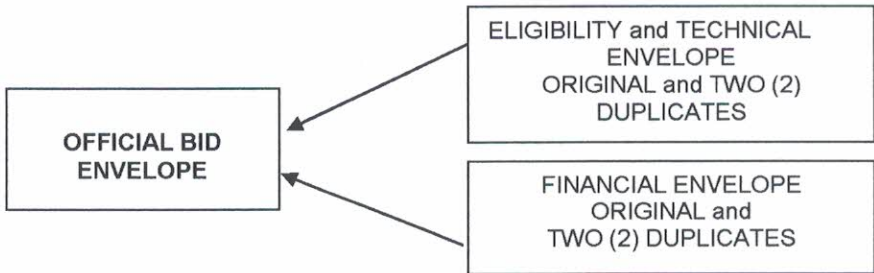 OFFICIAL BID
ENVELOPE
ELIGIBILITY and TECHNICAL
ENVELOPE
ORIGINAL and TWO (2)
DUPLICATES
FINANCIAL ENVELOPE
ORIGINAL and
TWO (2) DUPLICATES